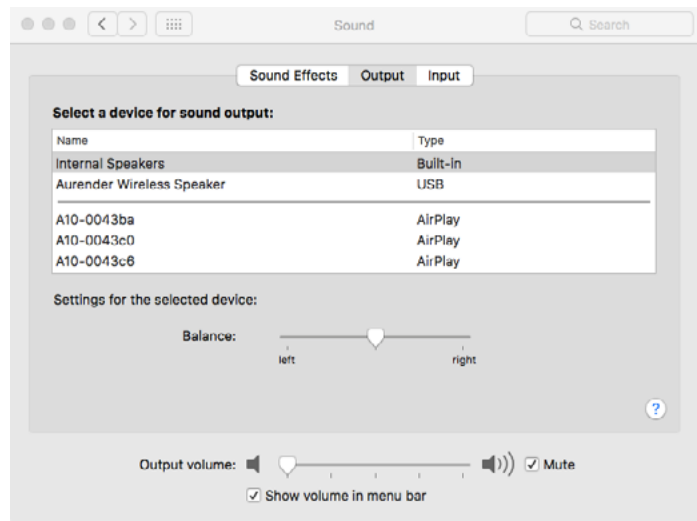 Sound
Search
Sound Effects Output Input
Select a device for sound output:
Name Type
Internal Speakers Built-in
Aurender Wireless Speaker USB
A10-0043ba AirPlay
A10-0043c0 AirPlay
A10-0043c6 AirPlay
Settings for the selected device:
Balance:
left right
?
Output volume: Mute
Show volume in menu bar